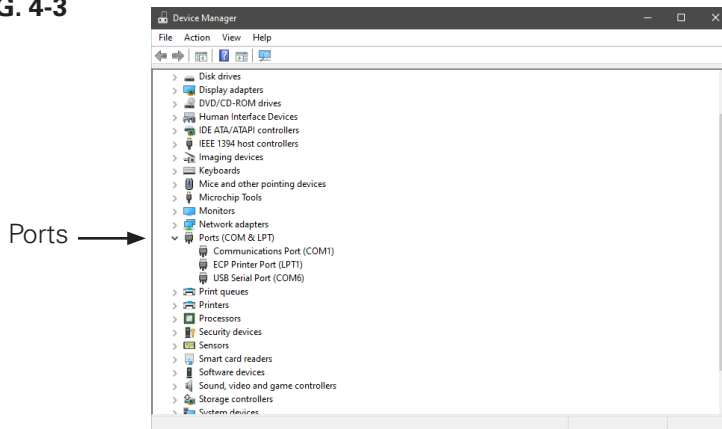 G. 4-3
Device Manager
File Action View Help
Disk drives
Display adapters
DVD/CD-ROM drives
Human Interface Devices
IDE ATA/ATAPI controllers
IEEE 1394 host controllers
Imaging devices
Keyboards
Mice and other pointing devices
Microchip Tools
Monitors
Network adapters
Ports
Ports (COM & LPT)
Communications Port (COM1)
ECP Printer Port (LPT1)
USB Serial Port (COM6)
Print queues
Printers
Processors
Security devices
Sensors
Smart card readers
Software devices
Sound, video and game controllers
Storage controllers
System devices